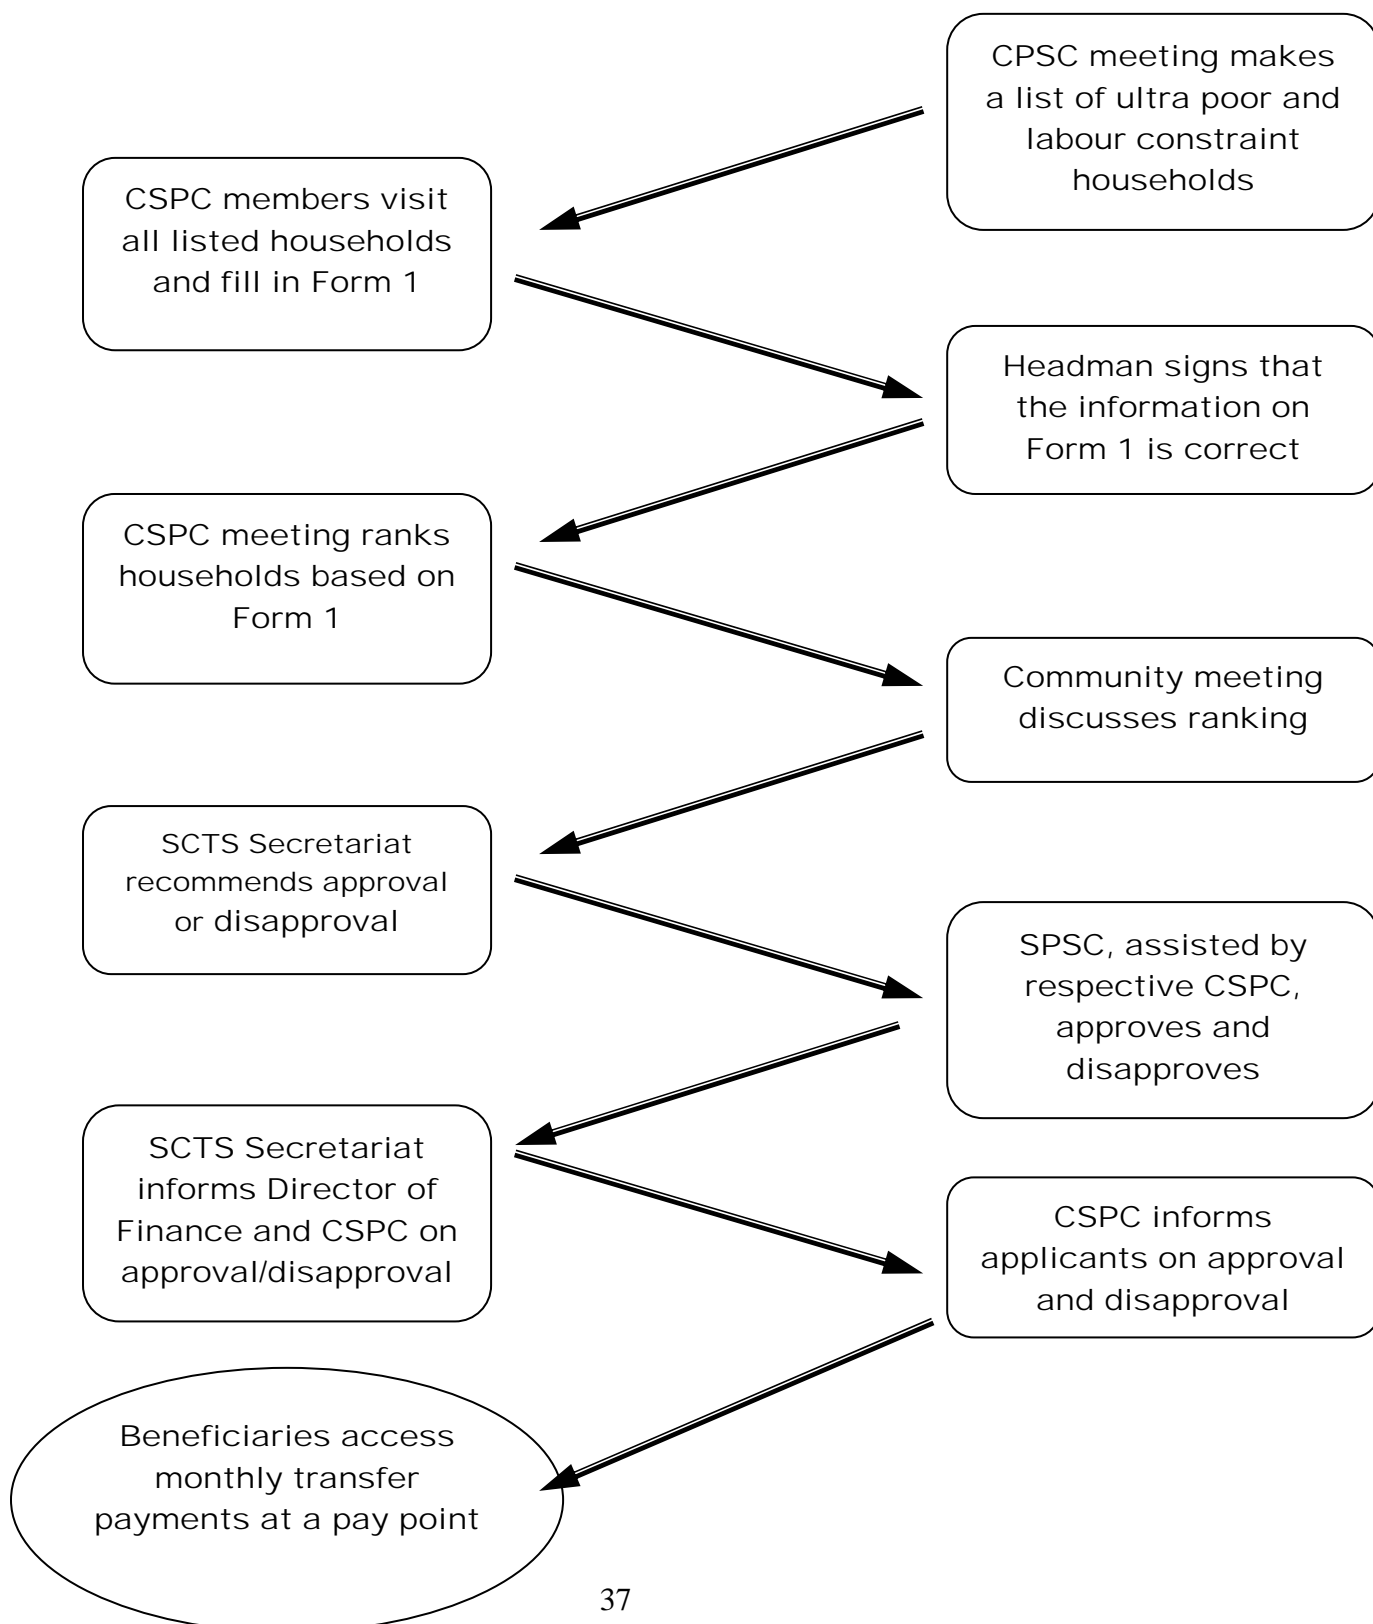 CPSC meeting makes
a list of ultra poor and
labour constraint
households
CSPC members visit
all listed households
and fill in Form 1
Headman signs that
the information on
Form 1 is correct
CSPC meeting ranks
households based on
Form 1
Community meeting
discusses ranking
SCTS Secretariat
recommends approval
or disapproval
SPSC, assisted by
respective CSPC,
approves and
disapproves
SCTS Secretariat
informs Director of
Finance and CSPC on
approval/disapproval
CSPC informs
applicants on approval
and disapproval
Beneficiaries access
monthly transfer
payments at a pay point
37